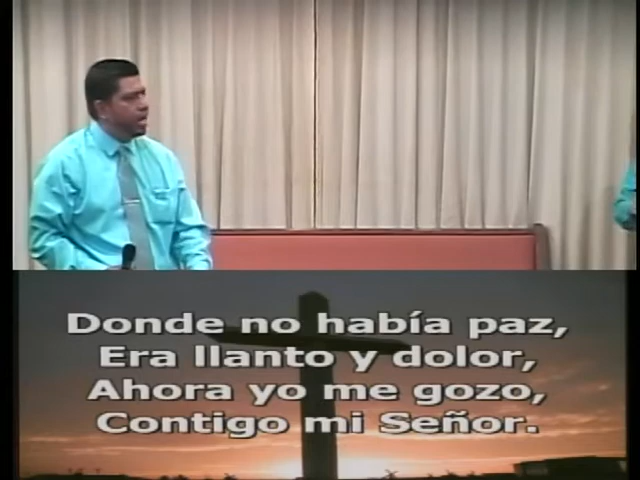 Donde no había paz,
Era llanto y dolor,
Ahora yo me gozo,
Contigo mi Señor.